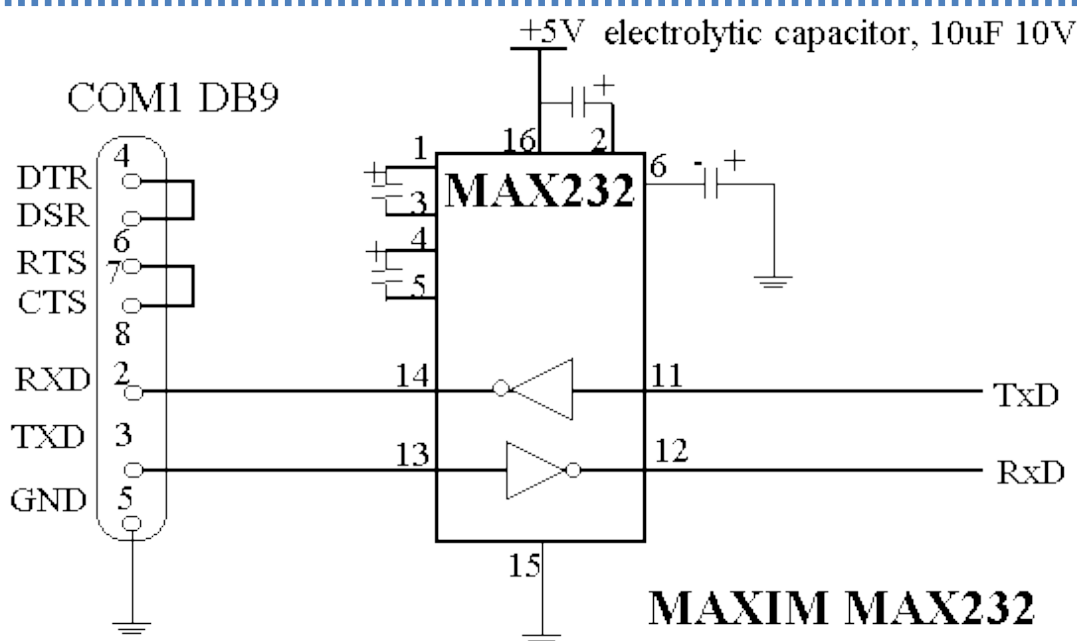 +5V electrolytic capacitor, 10uF 10V
COM1 DB9
+
16 2
1
6 - +
4
DTR
+
MAX232
DSR
3
6
4
RTS
7
+
CTS
5
8
RXD 2
14
11
TxD
TXD 3
13
12
RxD
GND 5
15
MAXIM MAX232